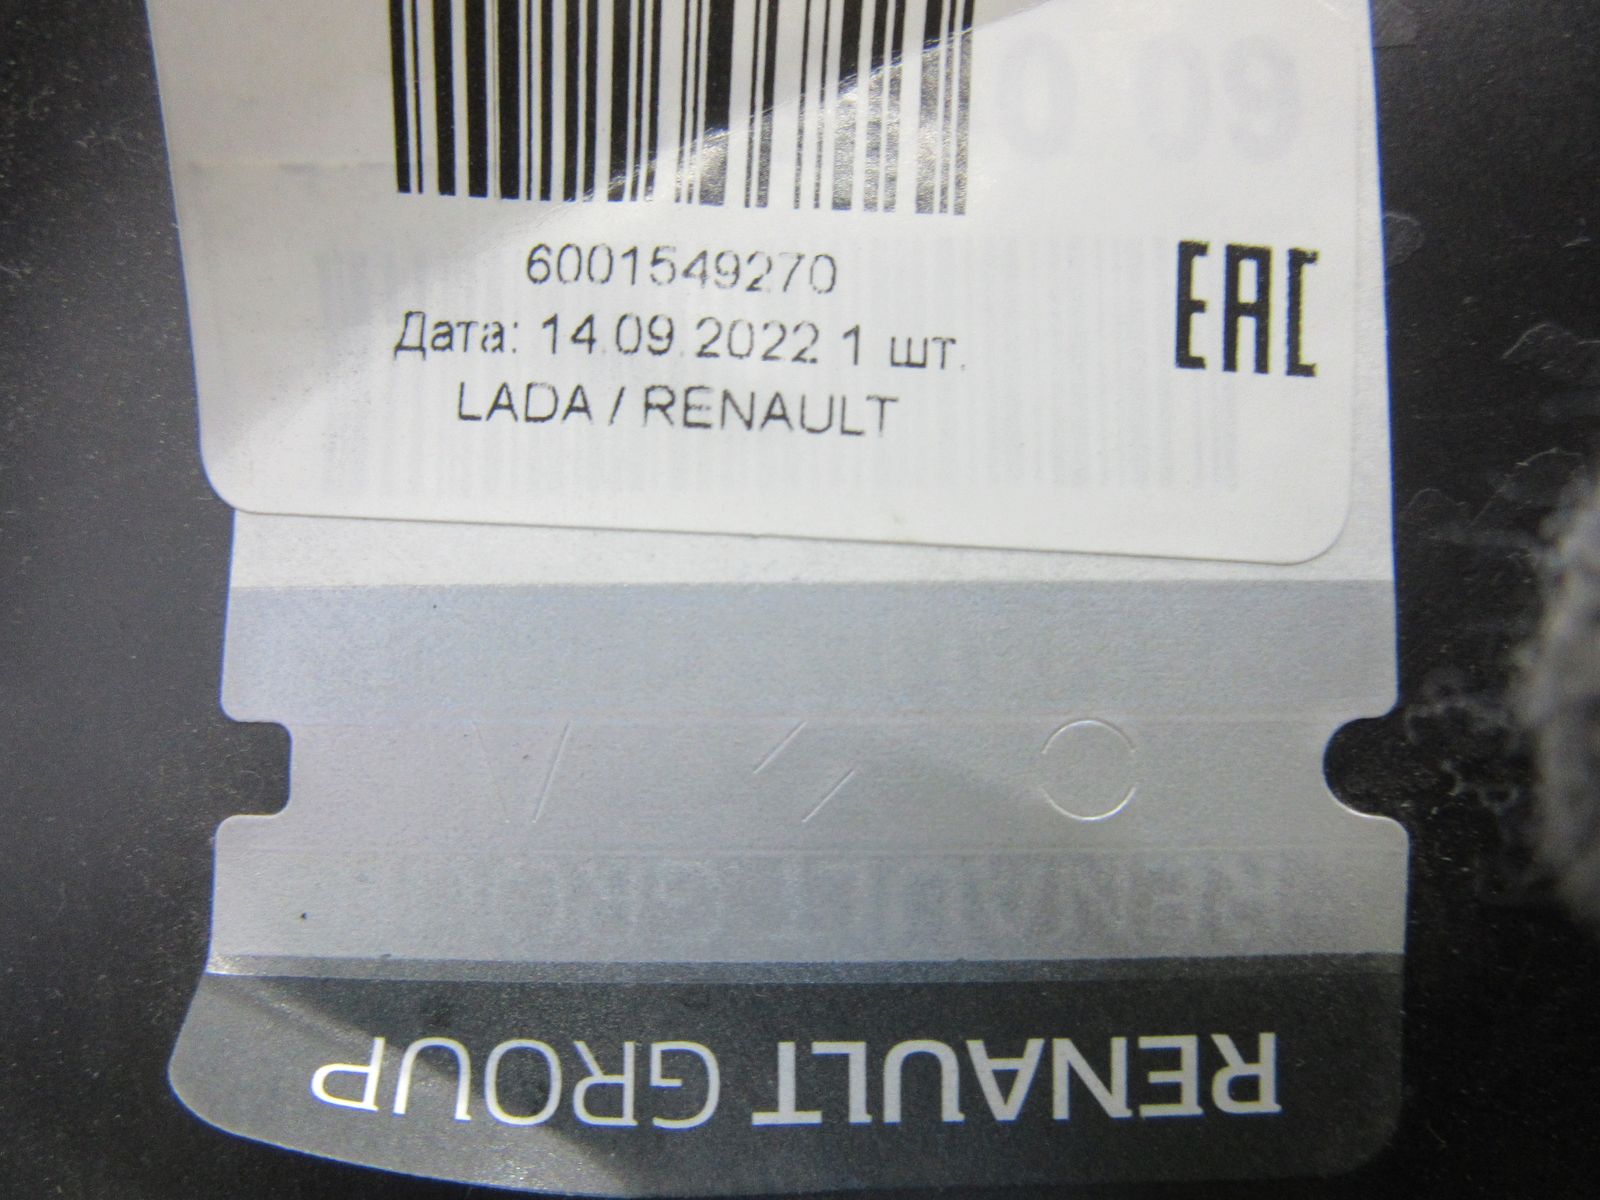 6001549270
Дата: 14.09.2022 1 шт.
LADA / RENAULT
EAC
RENAULT GROUP